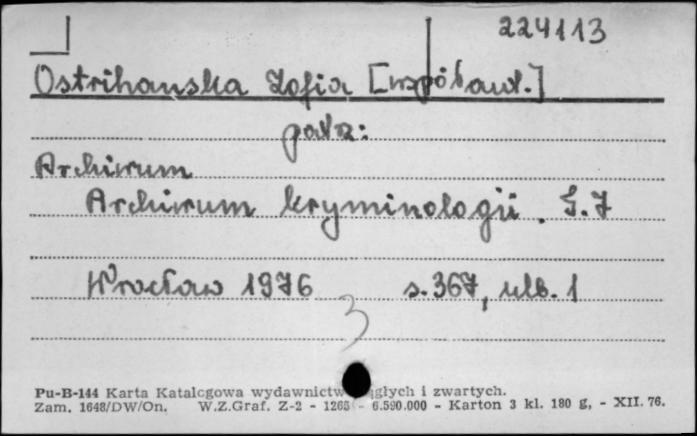 224113
Ostrihanska Zofia [współaut.]
patrz:
Archiwum
Archiwum kryminologii. T. 7
Wrocław 1976 s. 367, nlb. 1
3
Pu-B-144 Karta Katalogowa wydawnictw ciągłych i zwartych.
Zam. 1648/DW/On. W.Z.Graf. Z-2 - 1265 - 6.590.000 - Karton 3 kl. 180 g, - XII. 76.